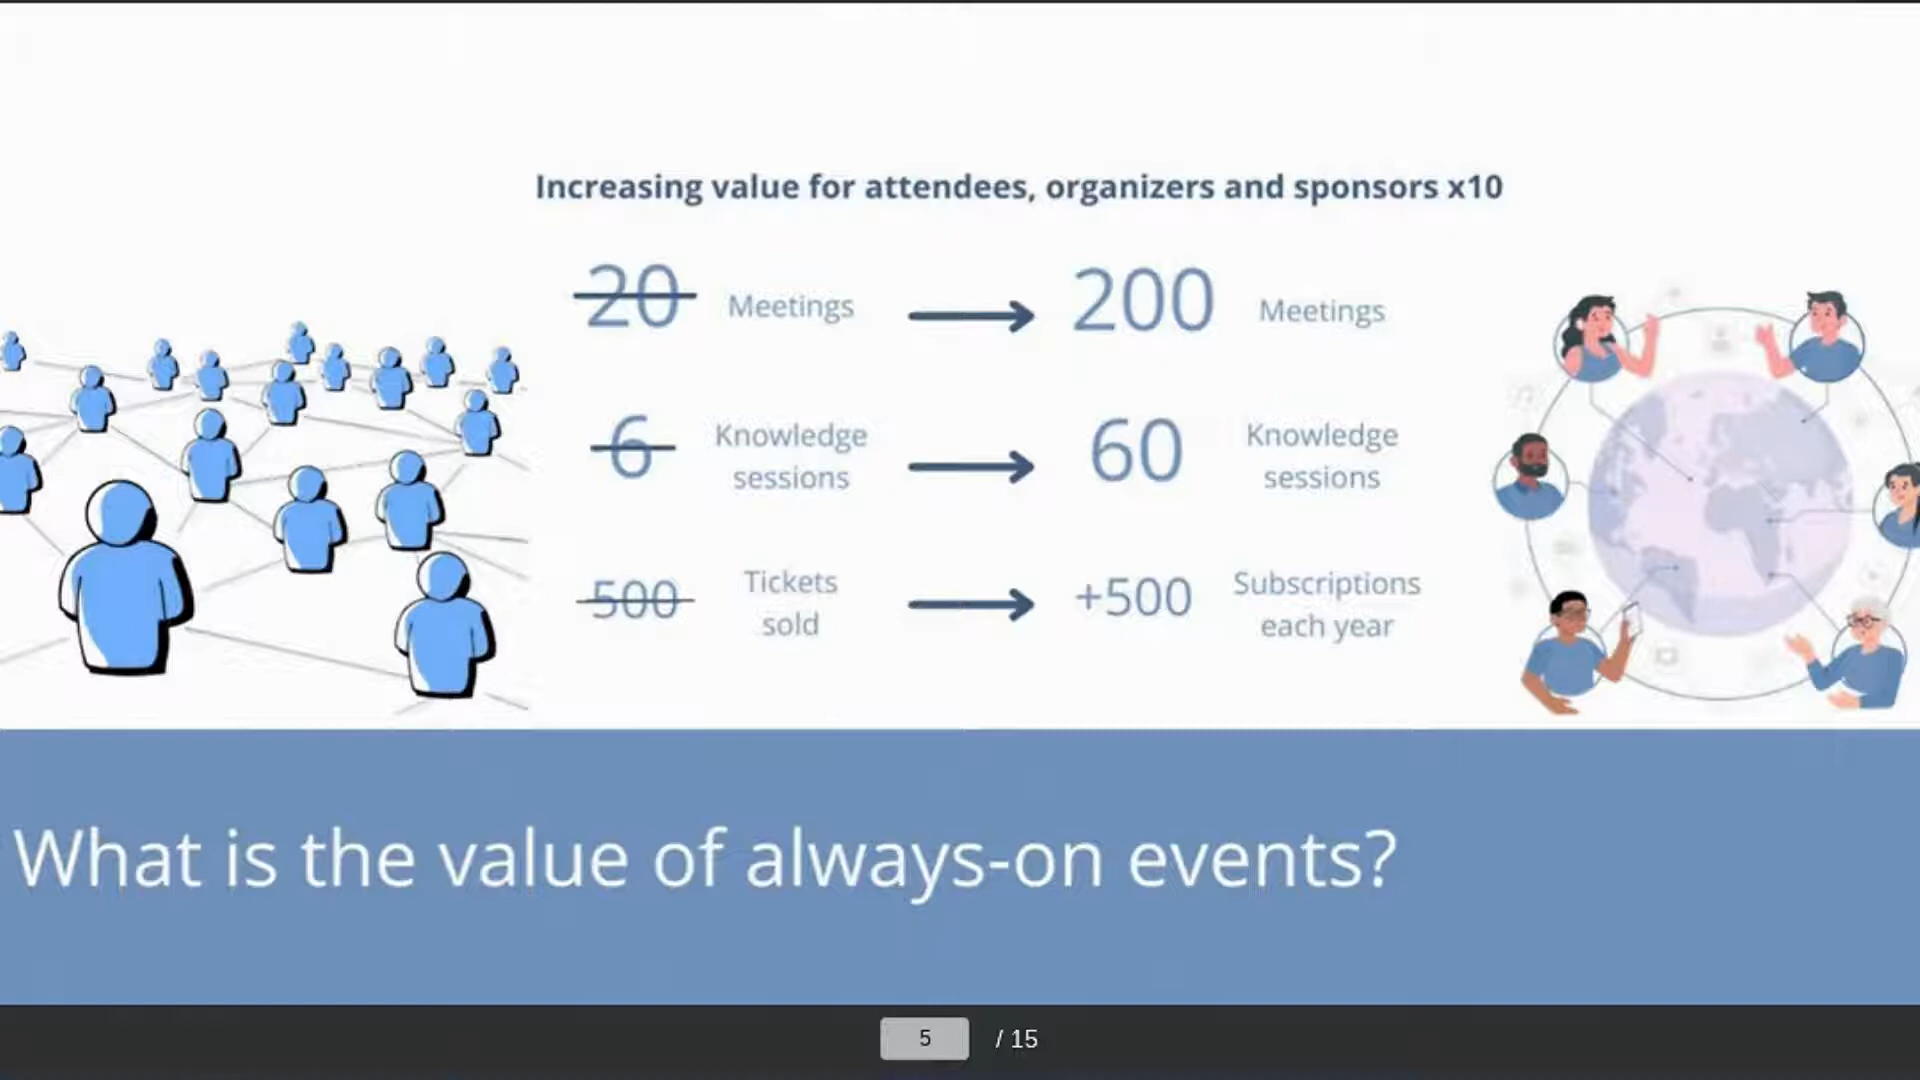 Increasing value for attendees, organizers and sponsors x10
20 Meetings 200 Meetings
6 Knowledge sessions 60 Knowledge sessions
500 Tickets sold +500 Subscriptions each year
What is the value of always-on events?
5 / 15